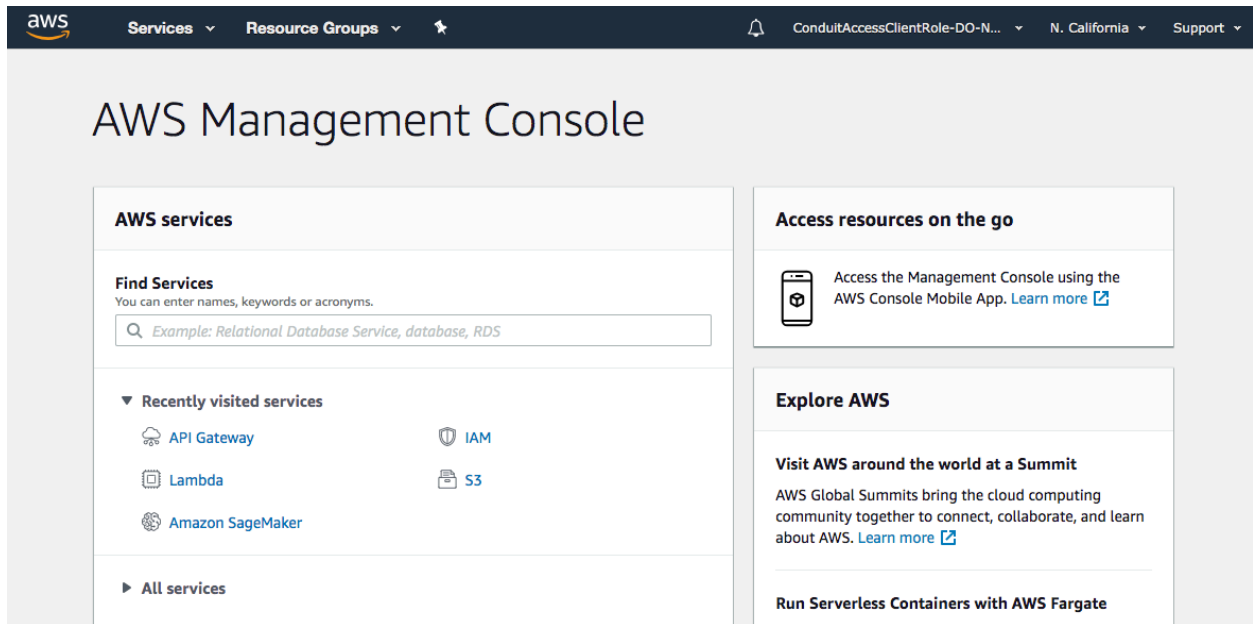 aws
Services
Resource Groups
ConduitAccessClientRole-DO-N...
N. California
Support
AWS Management Console
AWS services
Find Services
You can enter names, keywords or acronyms.
Example: Relational Database Service, database, RDS
Recently visited services
API Gateway
IAM
Lambda
S3
Amazon SageMaker
All services
Access resources on the go
Access the Management Console using the
AWS Console Mobile App. Learn more
Explore AWS
Visit AWS around the world at a Summit
AWS Global Summits bring the cloud computing
community together to connect, collaborate, and learn
about AWS. Learn more
Run Serverless Containers with AWS Fargate